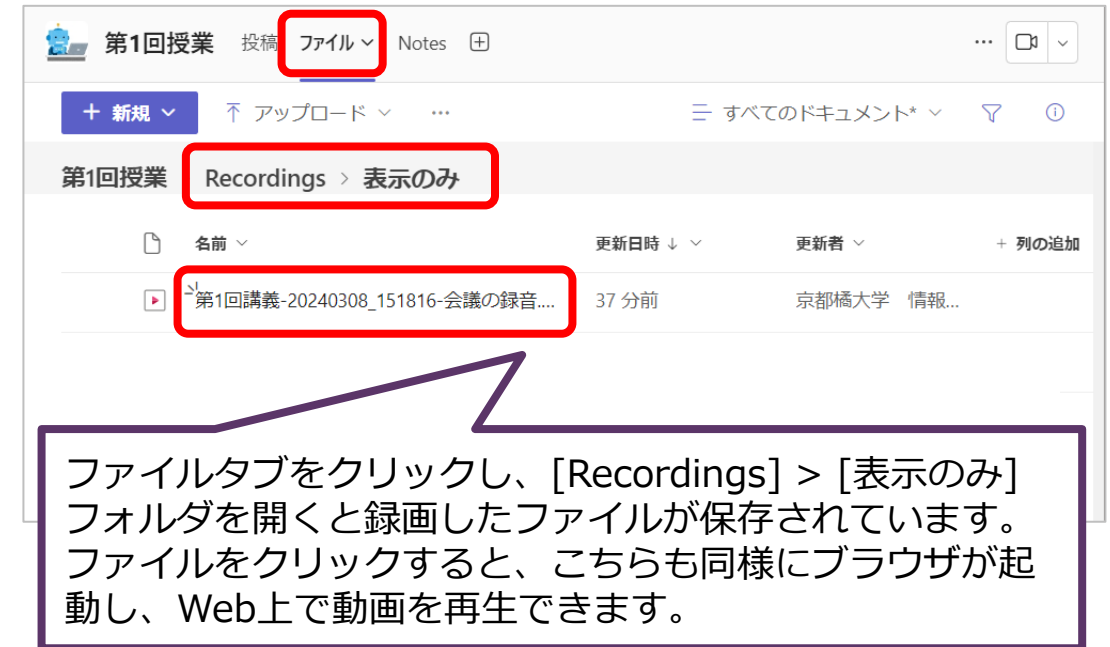 第1回授業 投稿 ファイル Notes
+ 新規 アップロード … すべてのドキュメント*
第1回授業 Recordings > 表示のみ
名前 更新日時 ↓ 更新者 + 列の追加
第1回講義-20240308_151816-会議の録音.... 37 分前 京都橘大学 情報...
ファイルタブをクリックし、[Recordings] > [表示のみ]
フォルダを開くと録画したファイルが保存されています。
ファイルをクリックすると、こちらも同様にブラウザが起
動し、Web上で動画を再生できます。